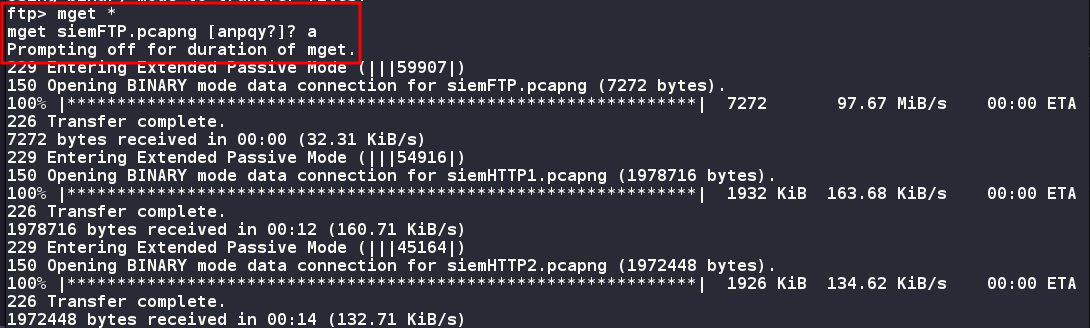 ftp> mget *
mget siemFTP.pcapng [anpqy?]? a
Prompting off for duration of mget.
229 Entering Extended Passive Mode (|||59907|)
150 Opening BINARY mode data connection for siemFTP.pcapng (7272 bytes).
100% |***************************************************************| 7272 97.67 MiB/s 00:00 ETA
226 Transfer complete.
7272 bytes received in 00:00 (32.31 KiB/s)
229 Entering Extended Passive Mode (|||54916|)
150 Opening BINARY mode data connection for siemHTTP1.pcapng (1978716 bytes).
100% |***************************************************************| 1932 KiB 163.68 KiB/s 00:00 ETA
226 Transfer complete.
1978716 bytes received in 00:12 (160.71 KiB/s)
229 Entering Extended Passive Mode (|||45164|)
150 Opening BINARY mode data connection for siemHTTP2.pcapng (1972448 bytes).
100% |***************************************************************| 1926 KiB 134.62 KiB/s 00:00 ETA
226 Transfer complete.
1972448 bytes received in 00:14 (132.71 KiB/s)